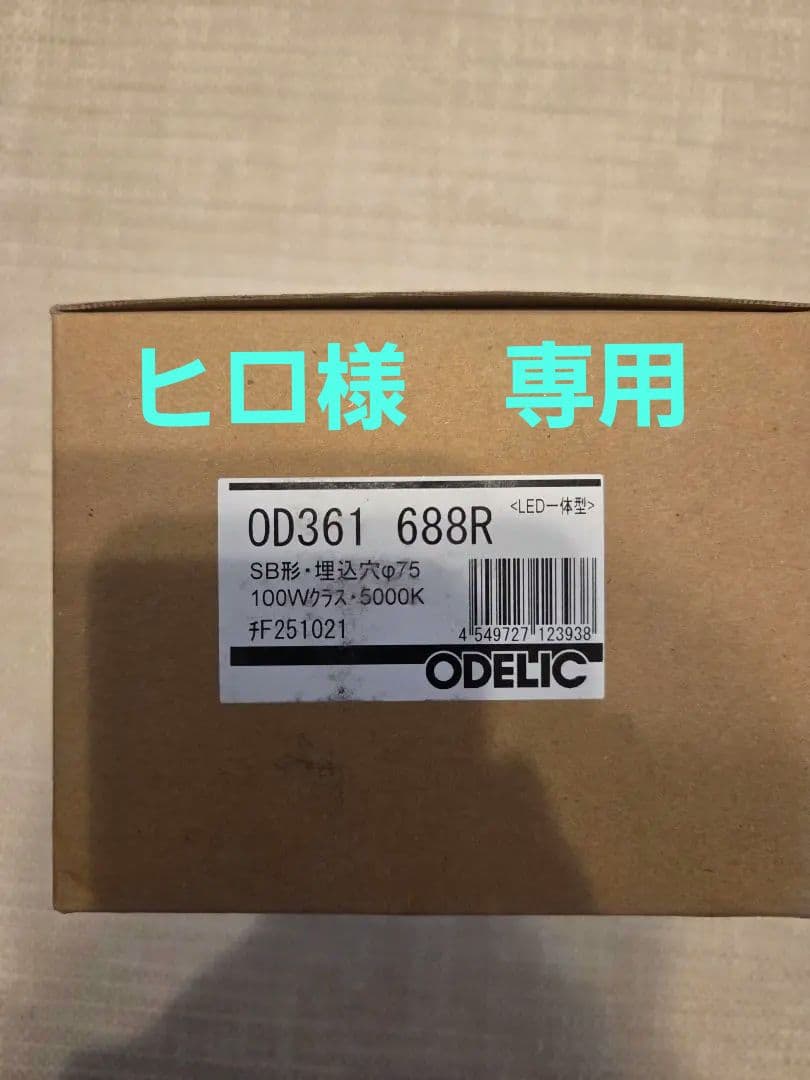 ヒロ様　専用
OD361 688R
<LED一体型>
SB形・埋込穴φ75
100Wクラス・5000K
ﾁF251021
4 549727 123938
ODELIC